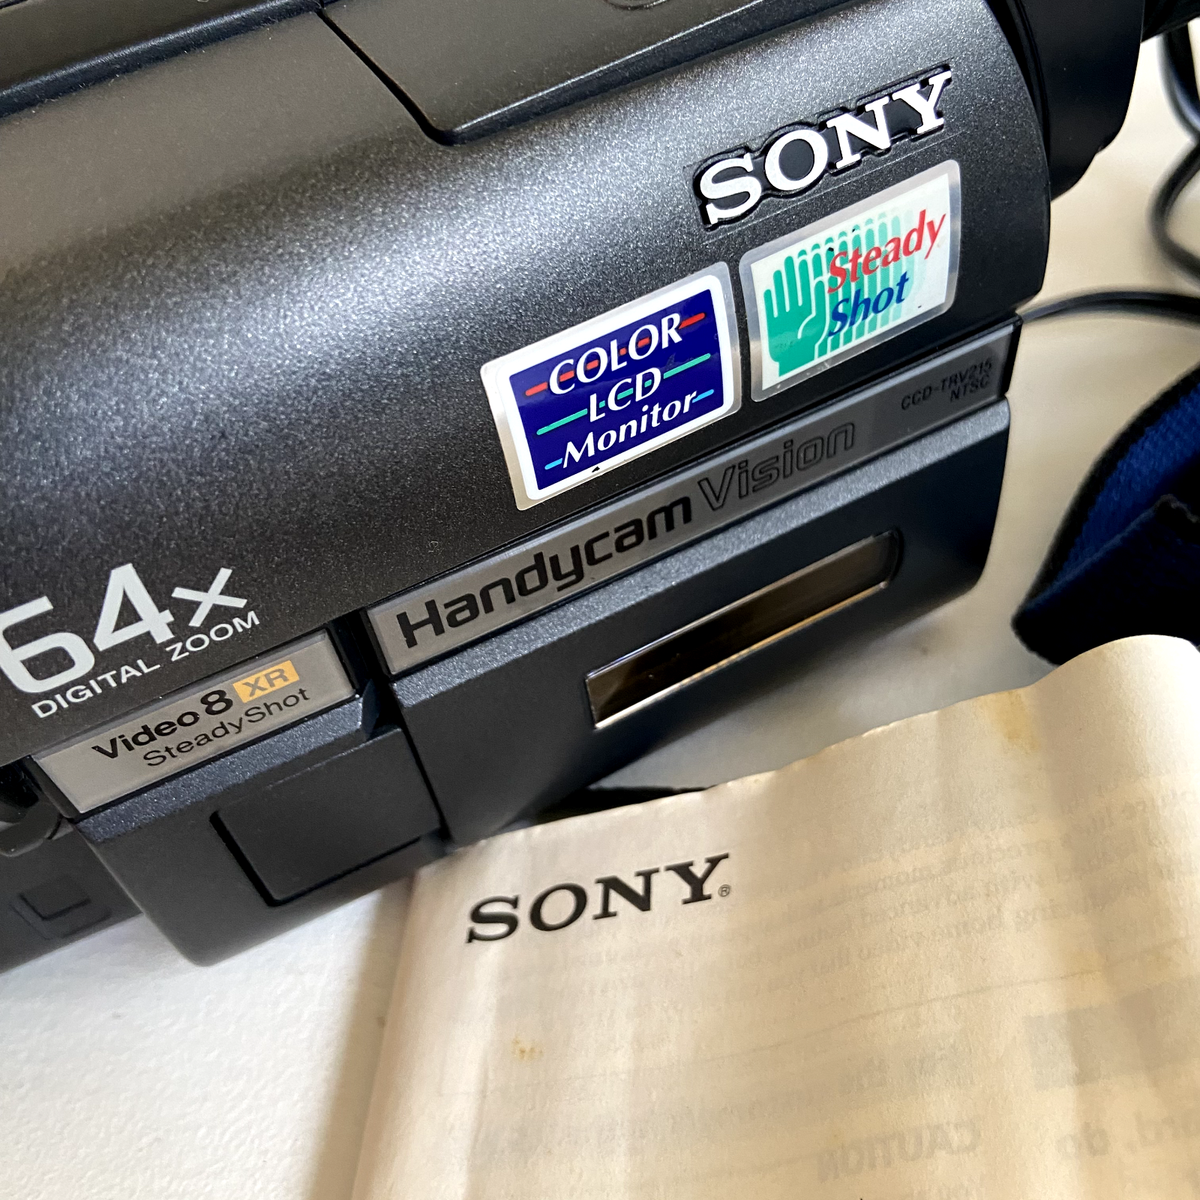 SONY
Steady
Shot
COLOR
LCD
Monitor
CCD-TRV215
NTSC
Handycam Vision
64x
DIGITAL ZOOM
Video 8 XR
SteadyShot
SONY®
CAUTION